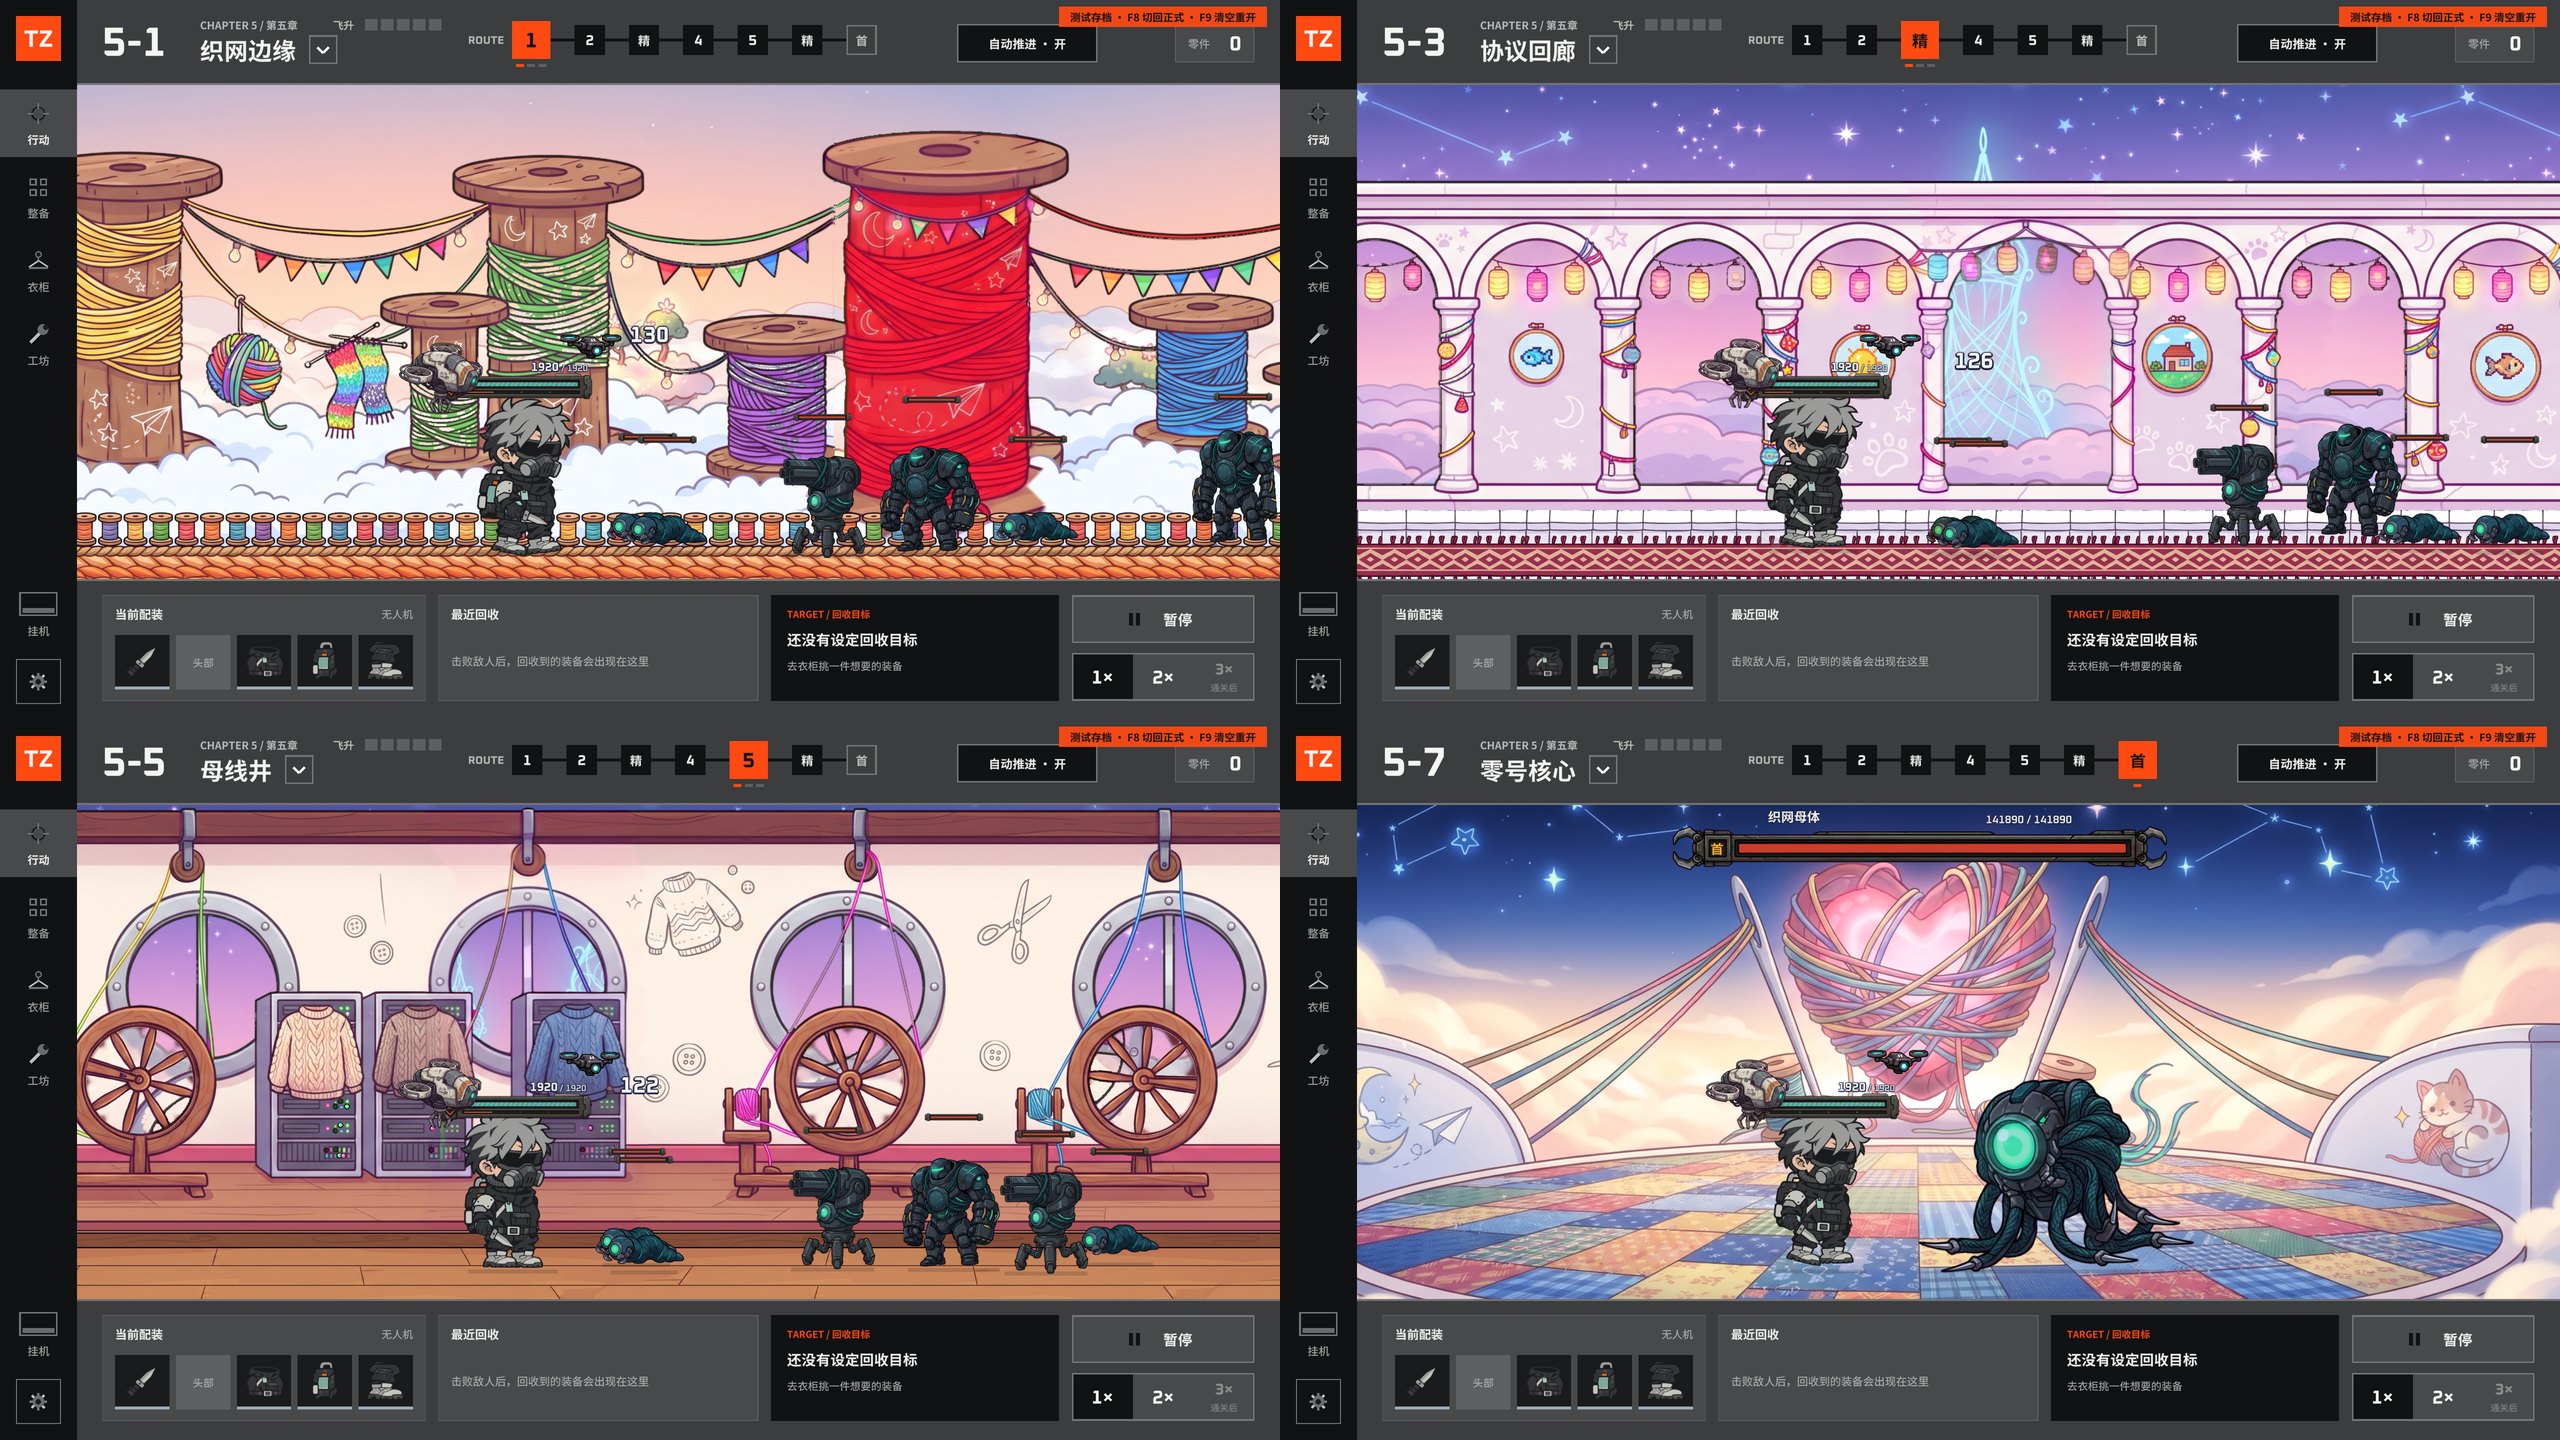 TZ
5-1
CHAPTER 5 / 第五章
飞升
织网边缘
ROUTE 1 2 精 4 5 精 首
测试存档 · F8 切回正式 · F9 清空重开
自动推进 · 开
零件 0
行动
整备
衣柜
工坊
挂机
130
1920 / 1920
当前配装
无人机
头部
最近回收
击败敌人后，回收到的装备会出现在这里
TARGET / 回收目标
还没有设定回收目标
去衣柜挑一件想要的装备
暂停
1×
2×
3×
通关后
TZ
5-3
CHAPTER 5 / 第五章
飞升
协议回廊
ROUTE 1 2 精 4 5 精 首
测试存档 · F8 切回正式 · F9 清空重开
自动推进 · 开
零件 0
行动
整备
衣柜
工坊
挂机
126
1920 / 1920
当前配装
无人机
头部
最近回收
击败敌人后，回收到的装备会出现在这里
TARGET / 回收目标
还没有设定回收目标
去衣柜挑一件想要的装备
暂停
1×
2×
3×
通关后
TZ
5-5
CHAPTER 5 / 第五章
飞升
母线井
ROUTE 1 2 精 4 5 精 首
测试存档 · F8 切回正式 · F9 清空重开
自动推进 · 开
零件 0
行动
整备
衣柜
工坊
挂机
1920 / 1920
122
当前配装
无人机
头部
最近回收
击败敌人后，回收到的装备会出现在这里
TARGET / 回收目标
还没有设定回收目标
去衣柜挑一件想要的装备
暂停
1×
2×
3×
通关后
TZ
5-7
CHAPTER 5 / 第五章
飞升
零号核心
ROUTE 1 2 精 4 5 精 首
测试存档 · F8 切回正式 · F9 清空重开
自动推进 · 开
零件 0
行动
整备
衣柜
工坊
挂机
织网母体
141890 / 141890
首
1920 / 1920
当前配装
无人机
头部
最近回收
击败敌人后，回收到的装备会出现在这里
TARGET / 回收目标
还没有设定回收目标
去衣柜挑一件想要的装备
暂停
1×
2×
3×
通关后